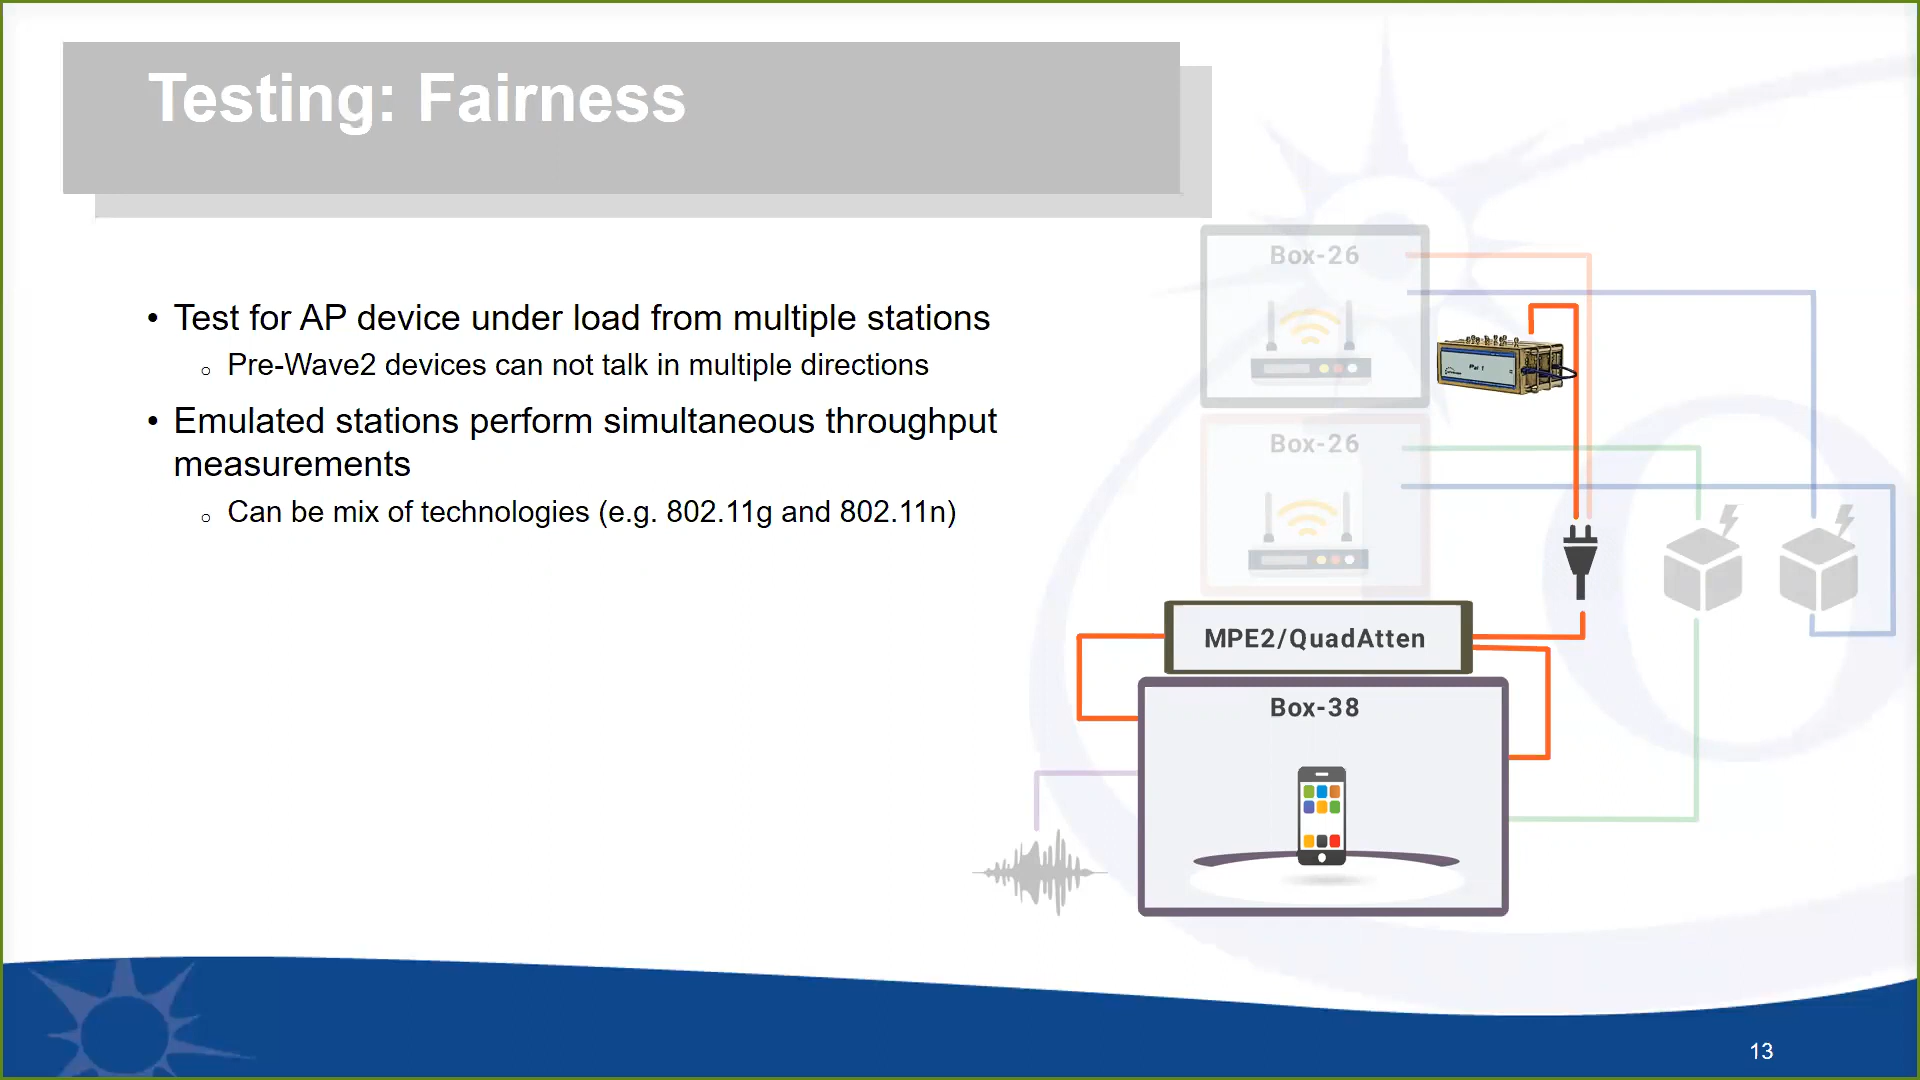 Testing: Fairness
• Test for AP device under load from multiple stations
o Pre-Wave2 devices can not talk in multiple directions
• Emulated stations perform simultaneous throughput
measurements
o Can be mix of technologies (e.g. 802.11g and 802.11n)
Box-26
Pal 1
Box-26
MPE2/QuadAtten
Box-38
13